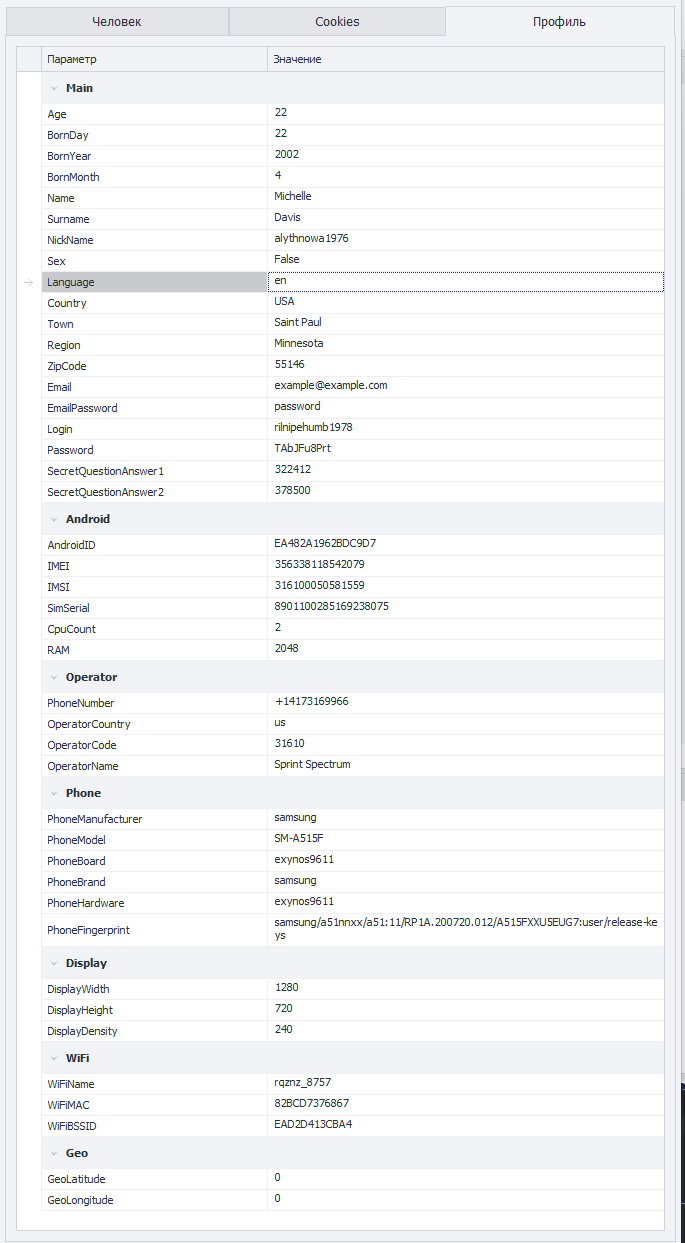 Человек Cookies Профиль
Параметр Значение
Main
Age 22
BornDay 22
BornYear 2002
BornMonth 4
Name Michelle
Surname Davis
NickName alythnowa1976
Sex False
Language en
Country USA
Town Saint Paul
Region Minnesota
ZipCode 55146
Email example@example.com
EmailPassword password
Login rilnipehumb1978
Password TAbJFu8Prt
SecretQuestionAnswer1 322412
SecretQuestionAnswer2 378500
Android
AndroidID EA482A1962BDC9D7
IMEI 356338118542079
IMSI 316100050581559
SimSerial 8901100285169238075
CpuCount 2
RAM 2048
Operator
PhoneNumber +14173169966
OperatorCountry us
OperatorCode 31610
OperatorName Sprint Spectrum
Phone
PhoneManufacturer samsung
PhoneModel SM-A515F
PhoneBoard exynos9611
PhoneBrand samsung
PhoneHardware exynos9611
PhoneFingerprint samsung/a51nnxx/a51:11/RP1A.200720.012/A515FXXU5EUG7:user/release-ke
ys
Display
DisplayWidth 1280
DisplayHeight 720
DisplayDensity 240
WiFi
WiFiName rqznz_8757
WiFiMAC 82BCD7376867
WiFiBSSID EAD2D413CBA4
Geo
GeoLatitude 0
GeoLongitude 0